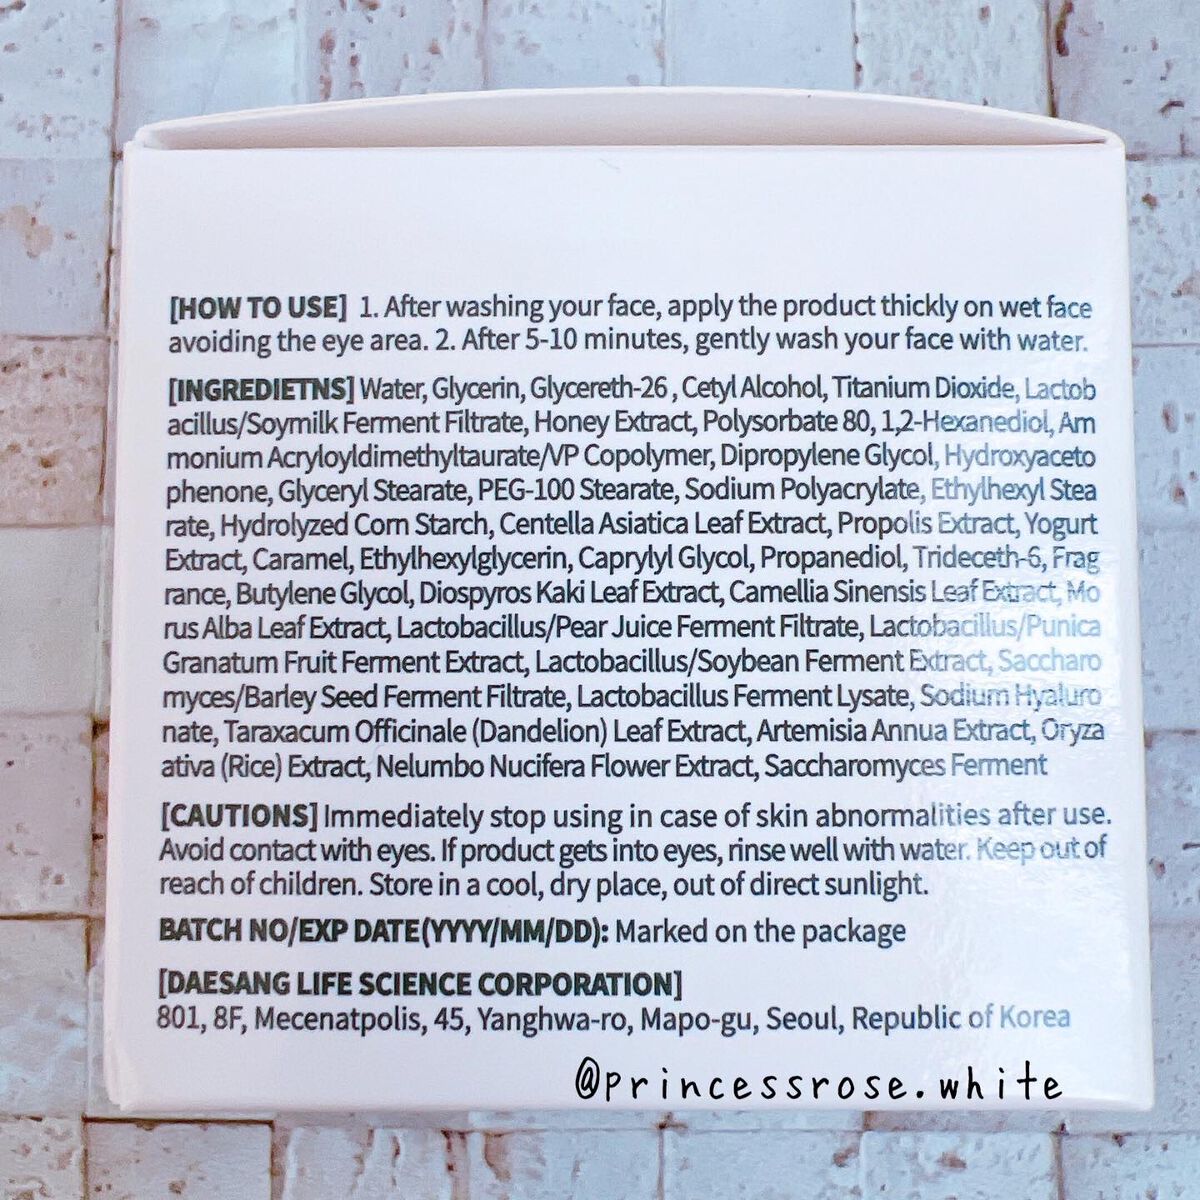 [HOW TO USE] 1. After washing your face, apply the product thickly on wet face
avoiding the eye area. 2. After 5-10 minutes, gently wash your face with water.
[INGREDIETNS] Water, Glycerin, Glycereth-26 , Cetyl Alcohol, Titanium Dioxide, Lactob
acillus/Soymilk Ferment Filtrate, Honey Extract, Polysorbate 80, 1,2-Hexanediol, Am
monium Acryloyldimethyltaurate/VP Copolymer, Dipropylene Glycol, Hydroxyaceto
phenone, Glyceryl Stearate, PEG-100 Stearate, Sodium Polyacrylate, Ethylhexyl Stea
rate, Hydrolyzed Corn Starch, Centella Asiatica Leaf Extract, Propolis Extract, Yogurt
Extract, Caramel, Ethylhexylglycerin, Caprylyl Glycol, Propanediol, Trideceth-6, Frag
rance, Butylene Glycol, Diospyros Kaki Leaf Extract, Camellia Sinensis Leaf Extract, Mo
rus Alba Leaf Extract, Lactobacillus/Pear Juice Ferment Filtrate, Lactobacillus/Punica
Granatum Fruit Ferment Extract, Lactobacillus/Soybean Ferment Extract, Saccharo
myces/Barley Seed Ferment Filtrate, Lactobacillus Ferment Lysate, Sodium Hyaluro
nate, Taraxacum Officinale (Dandelion) Leaf Extract, Artemisia Annua Extract, Oryza
ativa (Rice) Extract, Nelumbo Nucifera Flower Extract, Saccharomyces Ferment
[CAUTIONS] Immediately stop using in case of skin abnormalities after use.
Avoid contact with eyes. If product gets into eyes, rinse well with water. Keep out of
reach of children. Store in a cool, dry place, out of direct sunlight.
BATCH NO/EXP DATE(YYYY/MM/DD): Marked on the package
[DAESANG LIFE SCIENCE CORPORATION]
801, 8F, Mecenatpolis, 45, Yanghwa-ro, Mapo-gu, Seoul, Republic of Korea
@princessrose.white